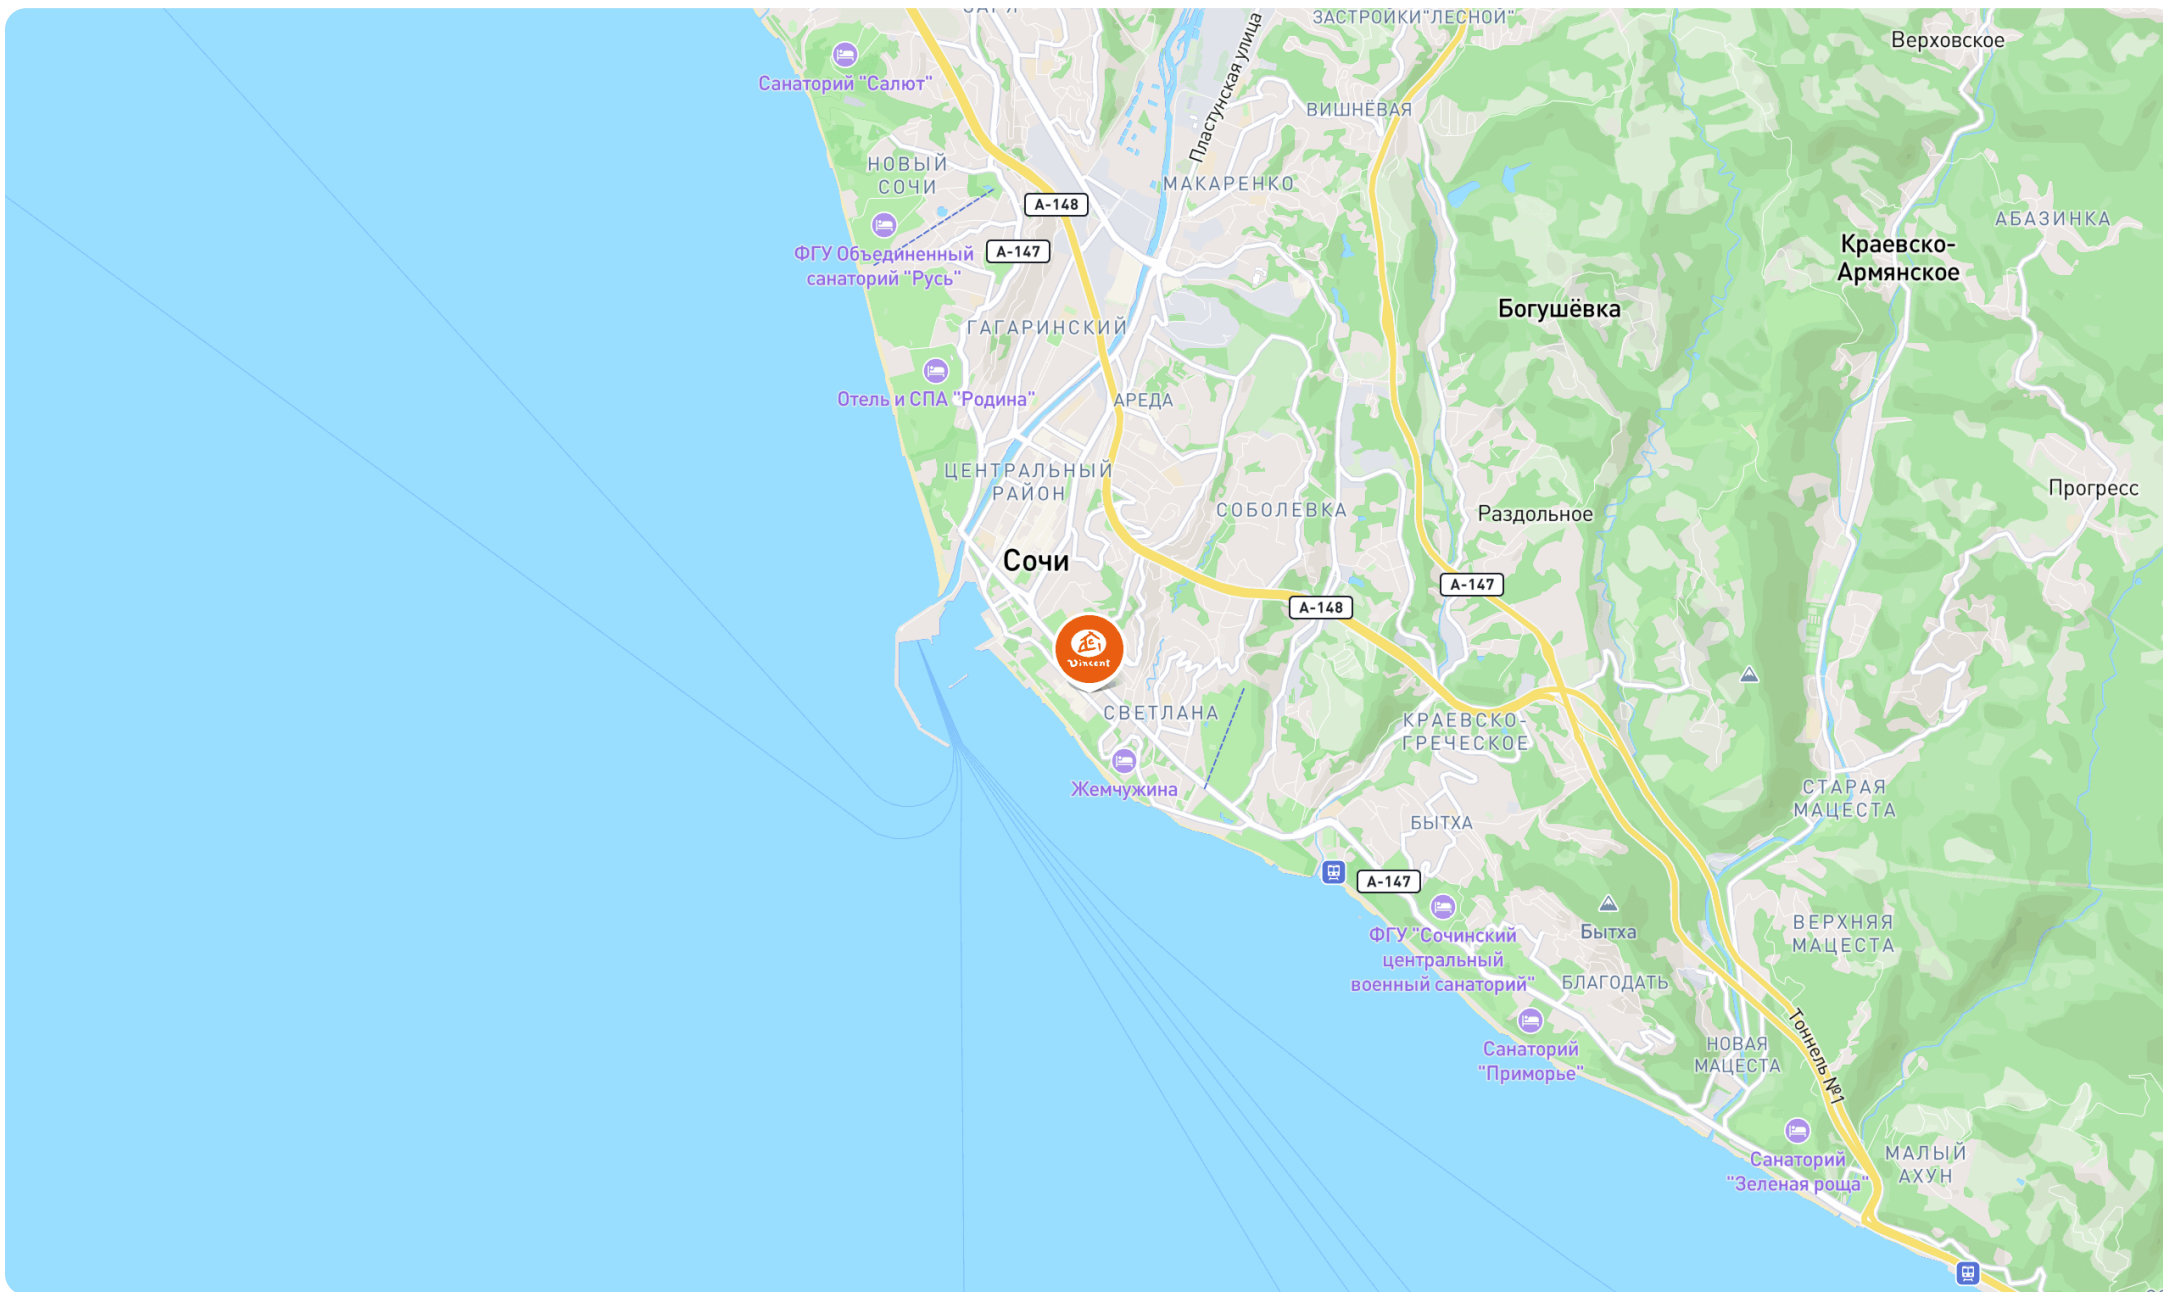 ЗАРЯ
ЗАСТРОЙКИ"ЛЕСНОЙ"
Верховское
Санаторий "Салют"
Пластунская улица
ВИШНЁВАЯ
НОВЫЙ
СОЧИ
МАКАРЕНКО
А-148
АБАЗИНКА
ФГУ Объединенный
санаторий "Русь"
А-147
Краевско-
Армянское
Богушёвка
ГАГАРИНСКИЙ
Отель и СПА "Родина"
АРЕДА
ЦЕНТРАЛЬНЫЙ
РАЙОН
СОБОЛЕВКА
Раздольное
Прогресс
Сочи
А-148
А-147
Vincent
СВЕТЛАНА
КРАЕВСКО-
ГРЕЧЕСКОЕ
Жемчужина
СТАРАЯ
МАЦЕСТА
БЫТХА
А-147
ФГУ "Сочинский
центральный
военный санаторий"
Бытха
ВЕРХНЯЯ
МАЦЕСТА
БЛАГОДАТЬ
Санаторий
"Приморье"
НОВАЯ
МАЦЕСТА
Тоннель №1
Санаторий
"Зеленая роща"
МАЛЫЙ
АХУН